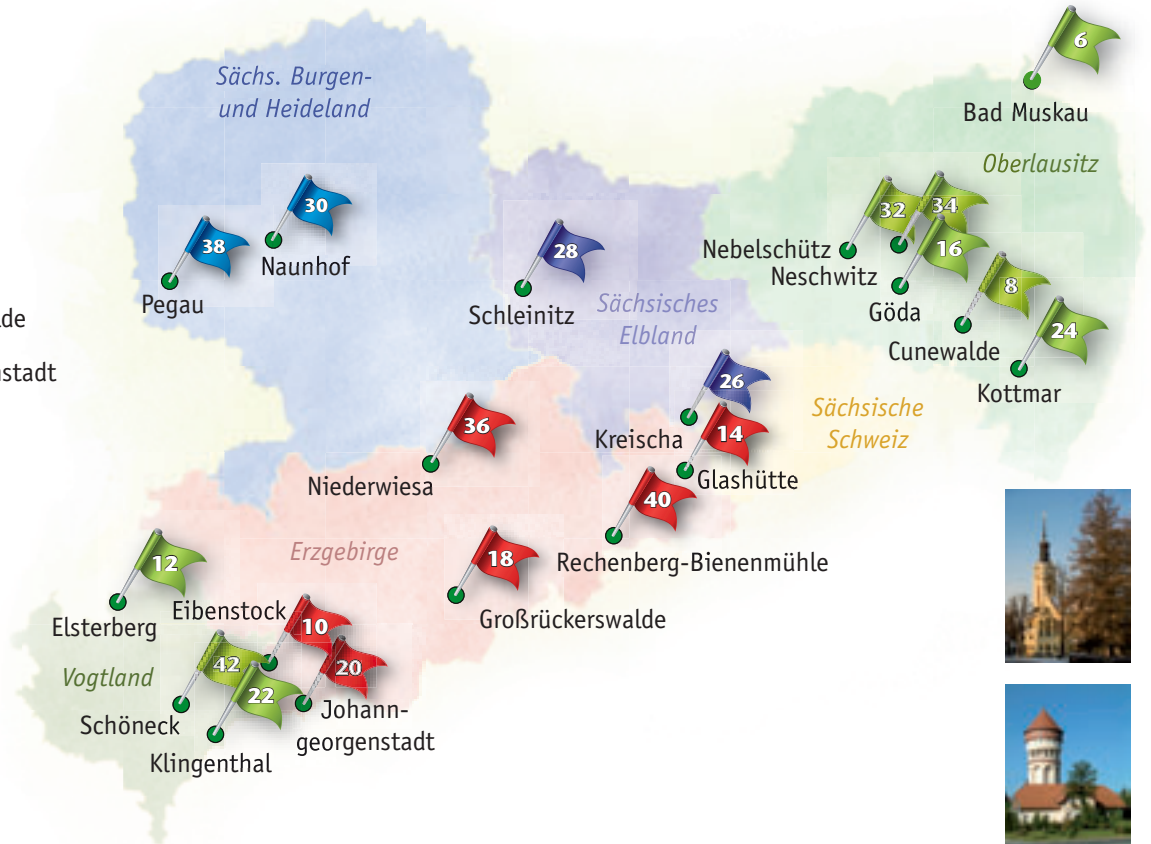 6
Bad Muskau
Sächs. Burgen-
und Heideland
Oberlausitz
30
38
Naunhof
Pegau
28
Schleinitz
Sächsisches
Elbland
32
34
Nebelschütz
Neschwitz
16
Göda
8
Cunewalde
24
Kottmar
de
stadt
26
Kreischa
14
Glashütte
Sächsische
Schweiz
36
Niederwiesa
40
Rechenberg-Bienenmühle
Erzgebirge
18
Großrückerswalde
12
Elsterberg
Eibenstock
10
20
Johann-
georgenstadt
Vogtland
42
Schöneck
22
Klingenthal